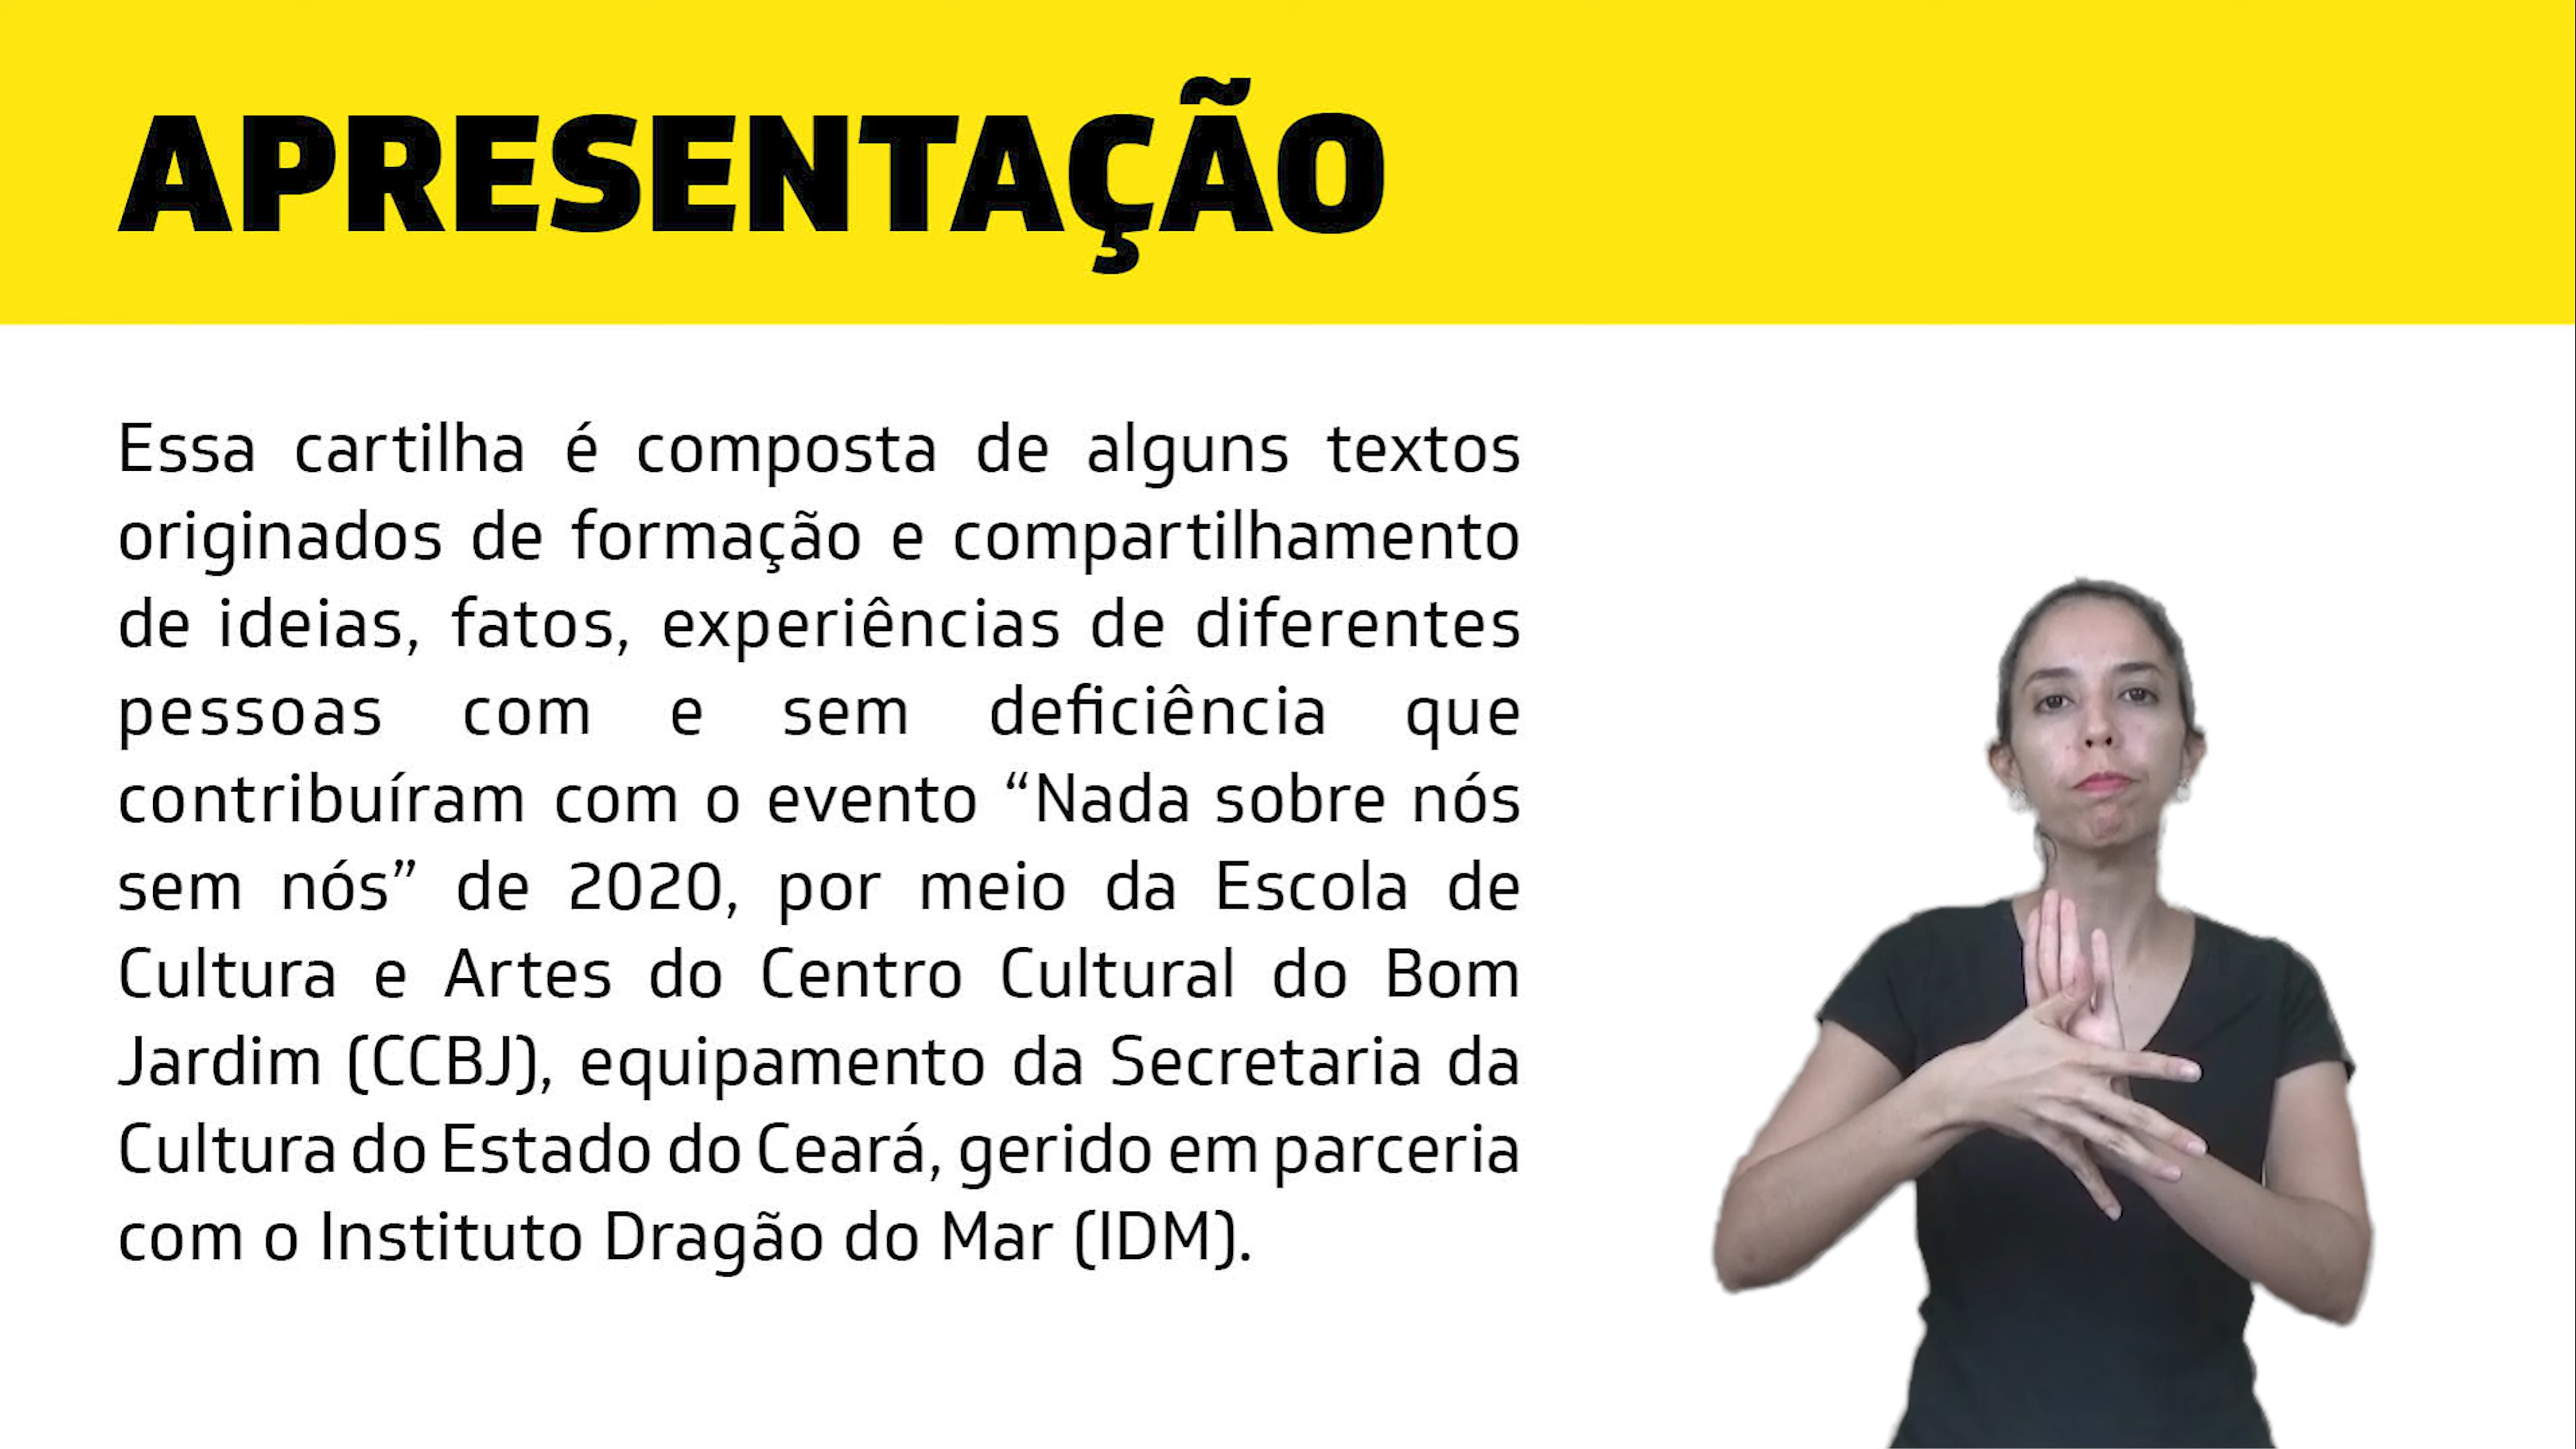 APRESENTAÇÃO
Essa cartilha é composta de alguns textos
originados de formação e compartilhamento
de ideias, fatos, experiências de diferentes
pessoas com e sem deficiência que
contribuíram com o evento “Nada sobre nós
sem nós” de 2020, por meio da Escola de
Cultura e Artes do Centro Cultural do Bom
Jardim (CCBJ), equipamento da Secretaria da
Cultura do Estado do Ceará, gerido em parceria
com o Instituto Dragão do Mar (IDM).